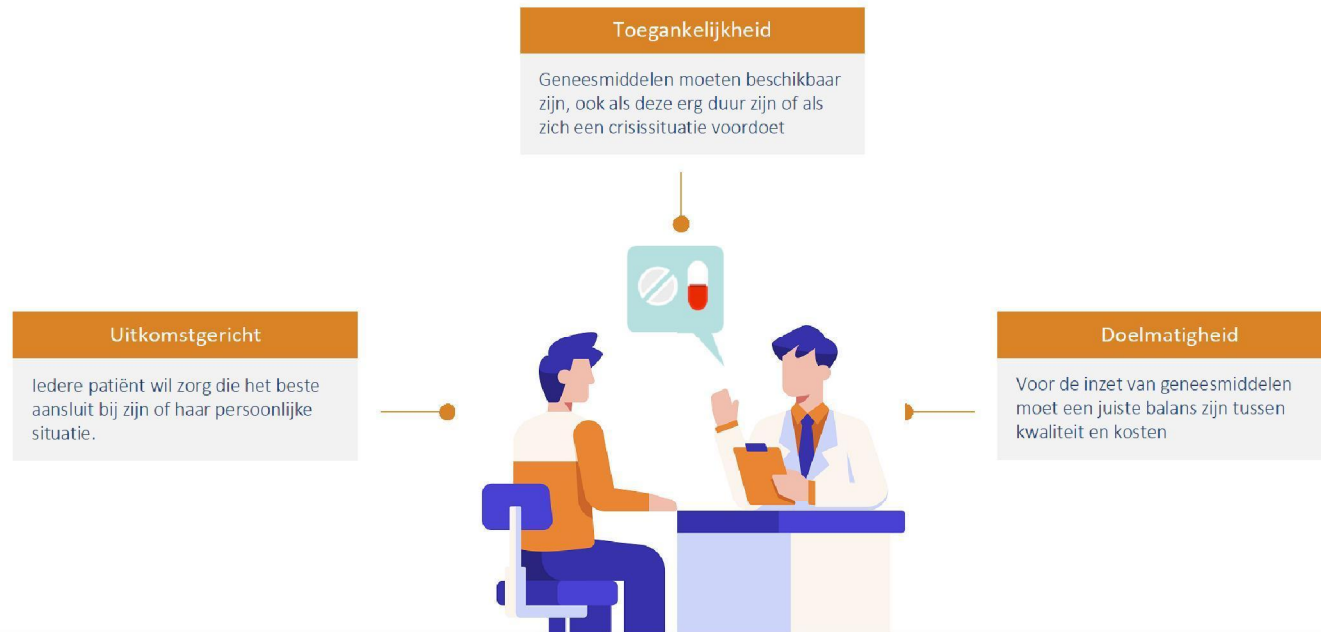 Toegankelijkheid
Geneesmiddelen moeten beschikbaar
zijn, ook als deze erg duur zijn of als
zich een crisissituatie voordoet
Uitkomstgericht
Iedere patiënt wil zorg die het beste
aansluit bij zijn of haar persoonlijke
situatie.
Doelmatigheid
Voor de inzet van geneesmiddelen
moet een juiste balans zijn tussen
kwaliteit en kosten